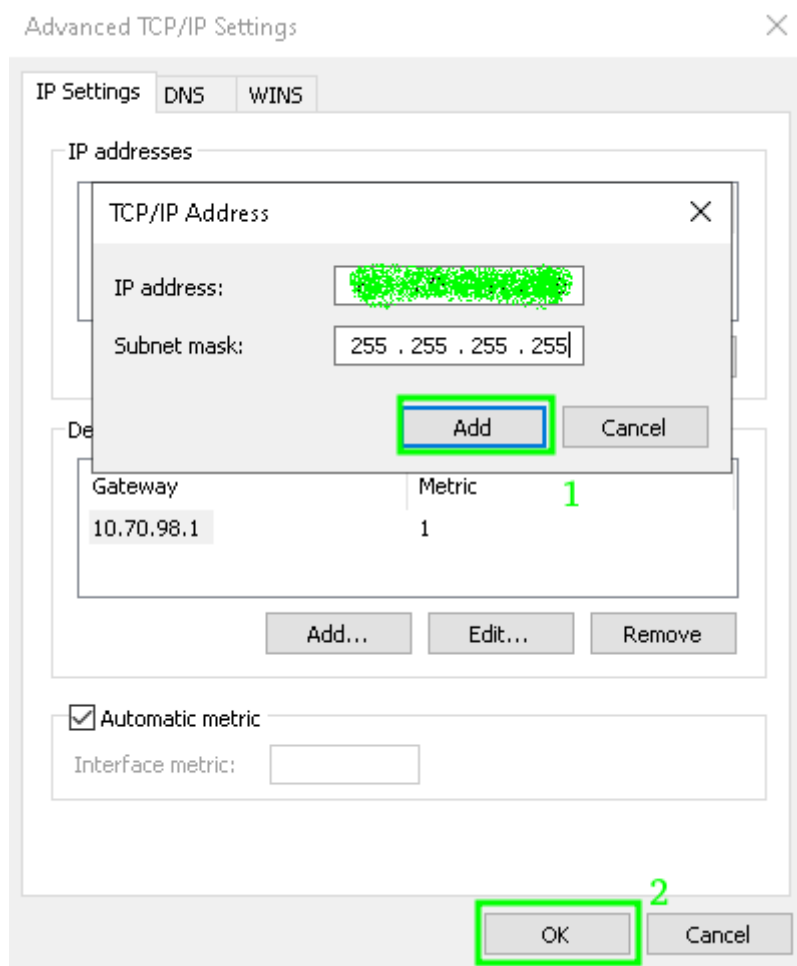 Advanced TCP/IP Settings
IP Settings DNS WINS
IP addresses
TCP/IP Address
IP address:
Subnet mask: 255 . 255 . 255 . 255
Add Cancel
De
1
Gateway Metric
10.70.98.1 1
Add... Edit... Remove
Automatic metric
Interface metric:
2
OK Cancel